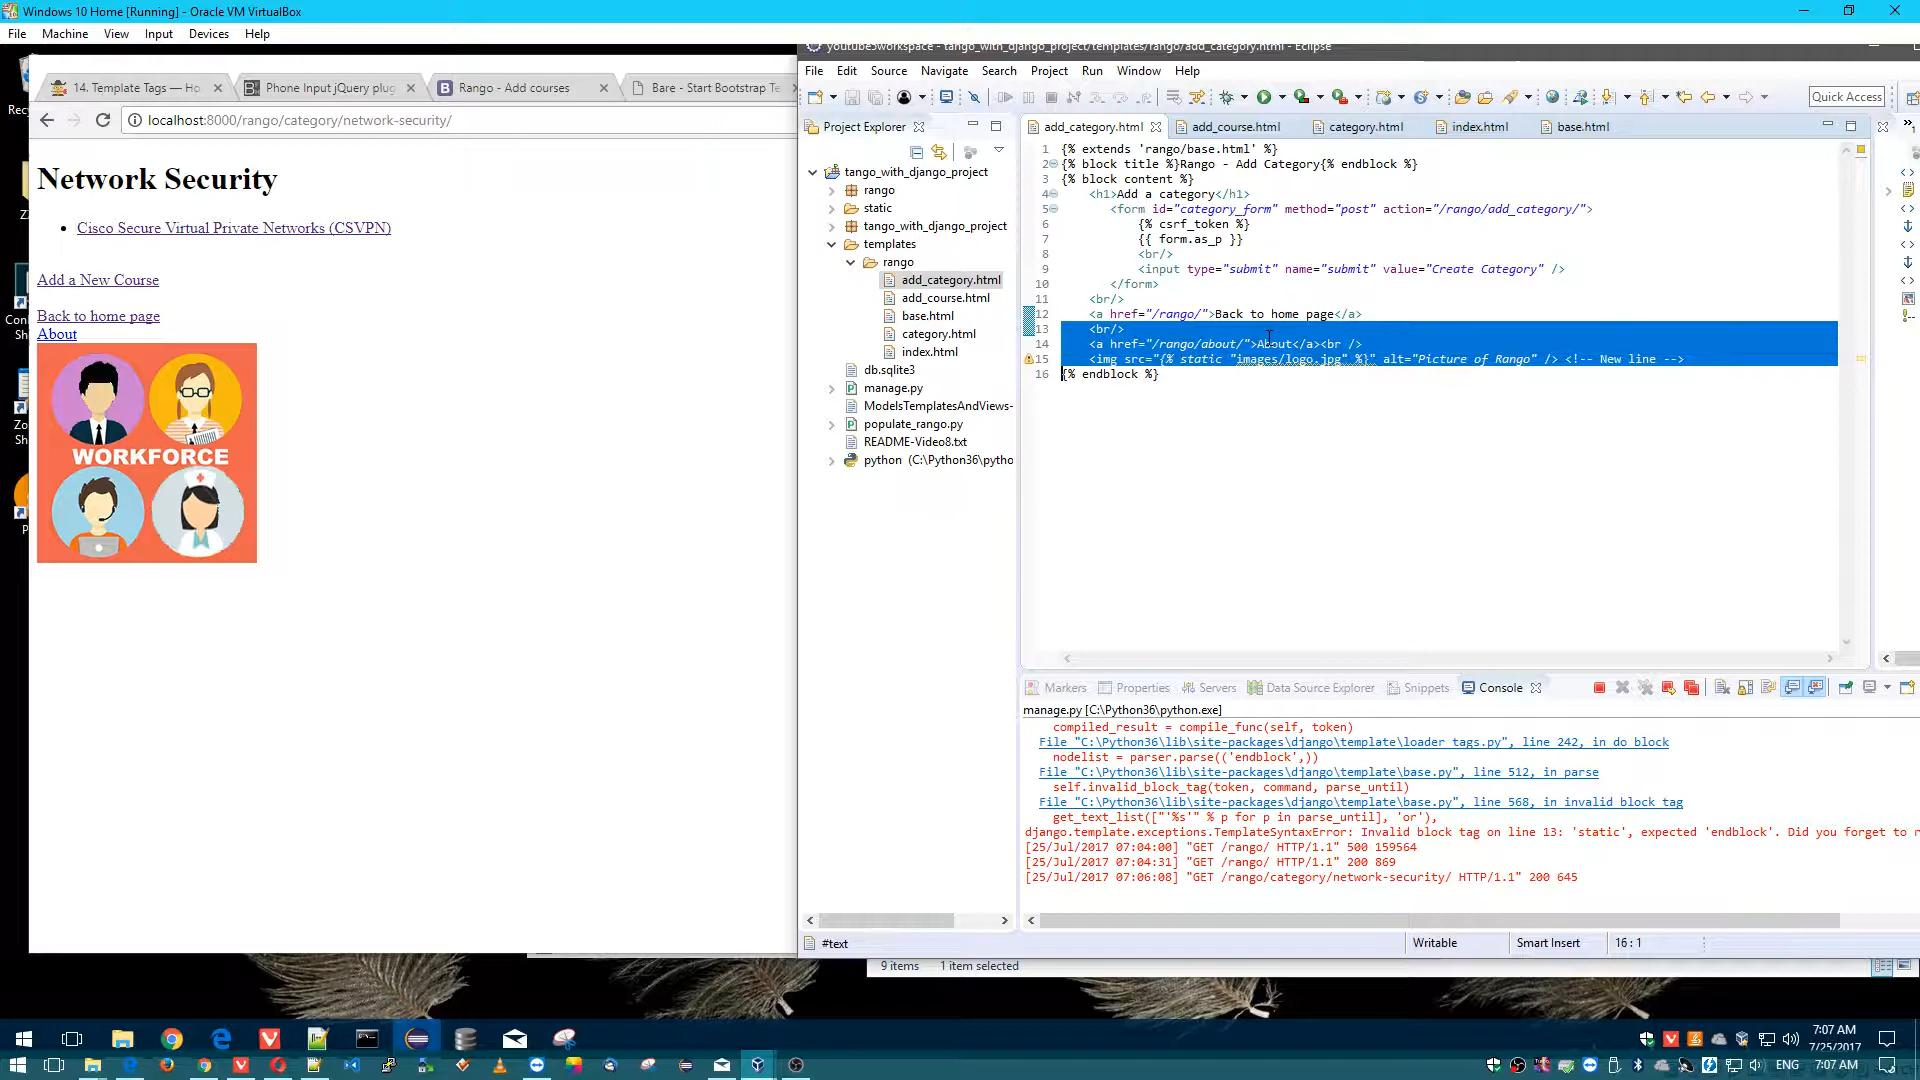 Windows 10 Home [Running] - Oracle VM VirtualBox
File Machine View Input Devices Help
youtube3workspace - tango_with_django_project/templates/rango/add_category.html - Eclipse
14. Template Tags — Ho
Phone Input jQuery plug
Rango - Add courses
Bare - Start Bootstrap Te
localhost:8000/rango/category/network-security/
Network Security
Cisco Secure Virtual Private Networks (CSVPN)
Add a New Course
Back to home page
About
WORKFORCE
File Edit Source Navigate Search Project Run Window Help
Quick Access
Project Explorer
tango_with_django_project
rango
static
tango_with_django_project
templates
rango
add_category.html
add_course.html
base.html
category.html
index.html
db.sqlite3
manage.py
ModelsTemplatesAndViews-
populate_rango.py
README-Video8.txt
python (C:\Python36\pytho
add_category.html
add_course.html
category.html
index.html
base.html
1 {% extends 'rango/base.html' %}
2 {% block title %}Rango - Add Category{% endblock %}
3 {% block content %}
4 <h1>Add a category</h1>
5 <form id="category_form" method="post" action="/rango/add_category/">
6 {% csrf_token %}
7 {{ form.as_p }}
8 <br/>
9 <input type="submit" name="submit" value="Create Category" />
10 </form>
11 <br/>
12 <a href="/rango/">Back to home page</a>
13 <br/>
14 <a href="/rango/about/">About</a><br />
15 <img src="{% static "images/logo.jpg" %}" alt="Picture of Rango" /> <!-- New line -->
16 {% endblock %}
Markers Properties Servers Data Source Explorer Snippets Console
manage.py [C:\Python36\python.exe]
compiled_result = compile_func(self, token)
File "C:\Python36\lib\site-packages\django\template\loader_tags.py", line 242, in do_block
nodelist = parser.parse(('endblock',))
File "C:\Python36\lib\site-packages\django\template\base.py", line 512, in parse
self.invalid_block_tag(token, command, parse_until)
File "C:\Python36\lib\site-packages\django\template\base.py", line 568, in invalid_block_tag
get_text_list(["'%s'" % p for p in parse_until], 'or'),
django.template.exceptions.TemplateSyntaxError: Invalid block tag on line 13: 'static', expected 'endblock'. Did you forget to r
[25/Jul/2017 07:04:00] "GET /rango/ HTTP/1.1" 500 159564
[25/Jul/2017 07:04:31] "GET /rango/ HTTP/1.1" 200 869
[25/Jul/2017 07:06:08] "GET /rango/category/network-security/ HTTP/1.1" 200 645
#text
Writable
Smart Insert
16 : 1
9 items 1 item selected
7:07 AM
7/25/2017
ENG 7:07 AM